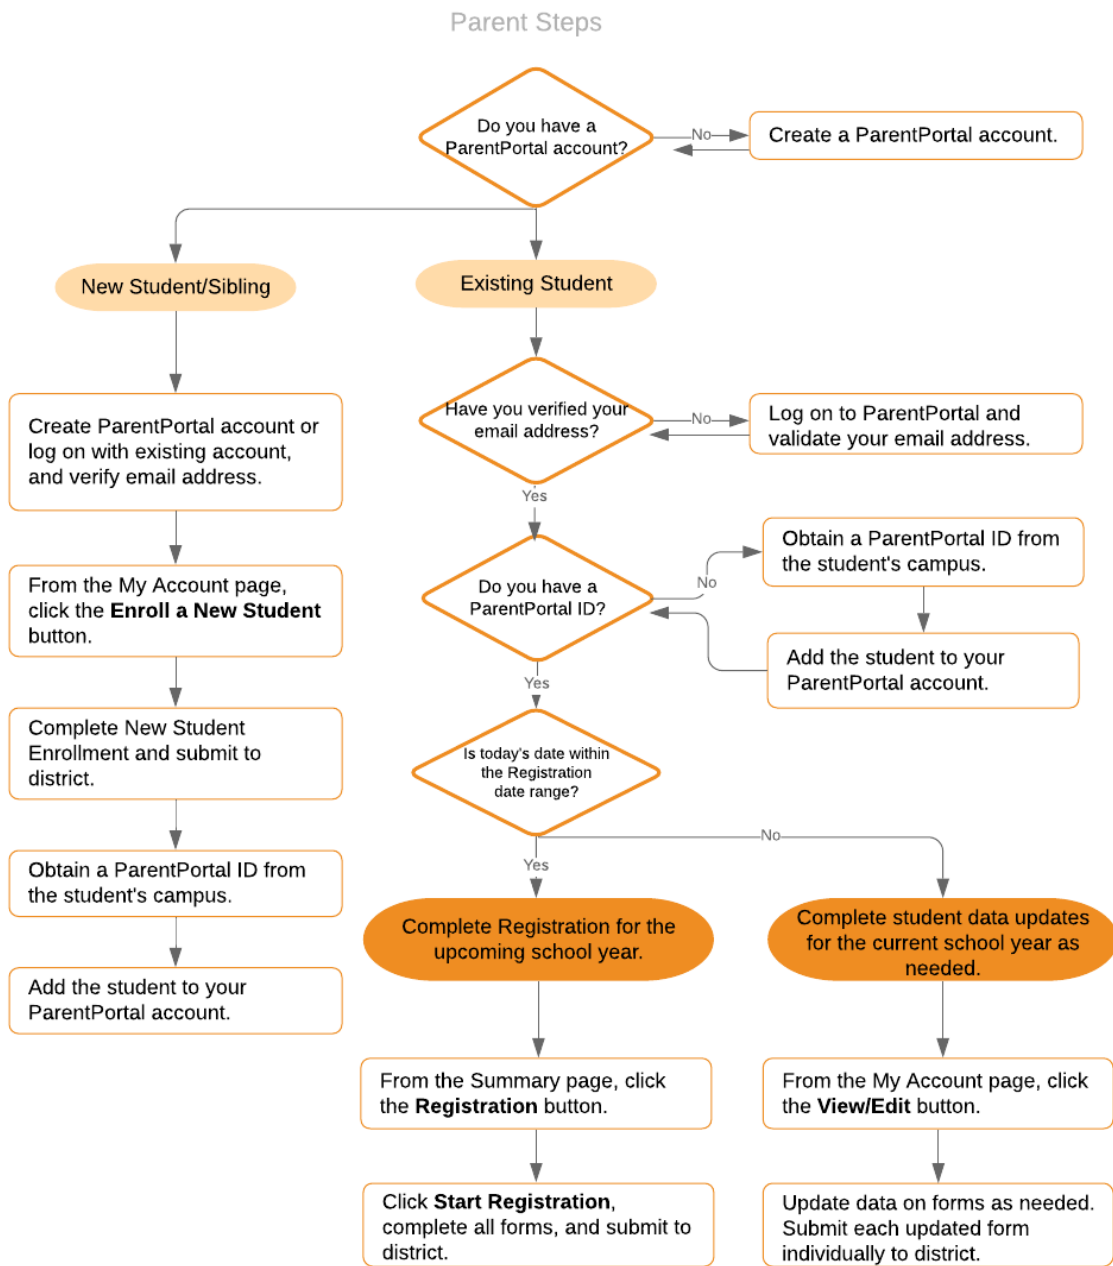 Parent Steps
Do you have a
ParentPortal account?
No
Create a ParentPortal account.
New Student/Sibling
Existing Student
Create ParentPortal account or
log on with existing account,
and verify email address.
Have you verified your
email address?
No
Log on to ParentPortal and
validate your email address.
Yes
From the My Account page,
click the Enroll a New Student
button.
Do you have a
ParentPortal ID?
No
Obtain a ParentPortal ID from
the student's campus.
Add the student to your
ParentPortal account.
Yes
Complete New Student
Enrollment and submit to
district.
Is today's date within
the Registration
date range?
No
Yes
Obtain a ParentPortal ID from
the student's campus.
Complete Registration for the
upcoming school year.
Complete student data updates
for the current school year as
needed.
Add the student to your
ParentPortal account.
From the Summary page, click
the Registration button.
From the My Account page, click
the View/Edit button.
Click Start Registration,
complete all forms, and submit to
district.
Update data on forms as needed.
Submit each updated form
individually to district.